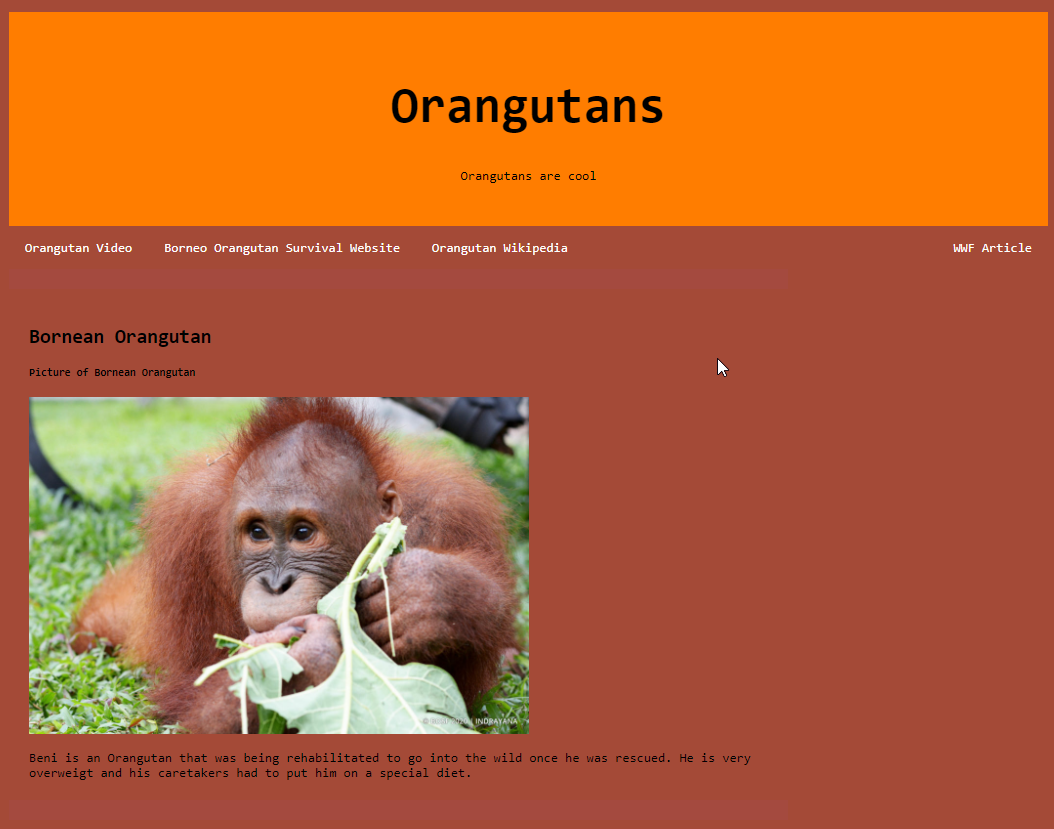 Orangutans
Orangutans are cool
Orangutan Video Borneo Orangutan Survival Website Orangutan Wikipedia WWF Article
Bornean Orangutan
Picture of Bornean Orangutan
INDRAYANA
Beni is an Orangutan that was being rehabilitated to go into the wild once he was rescued. He is very
overweigt and his caretakers had to put him on a special diet.